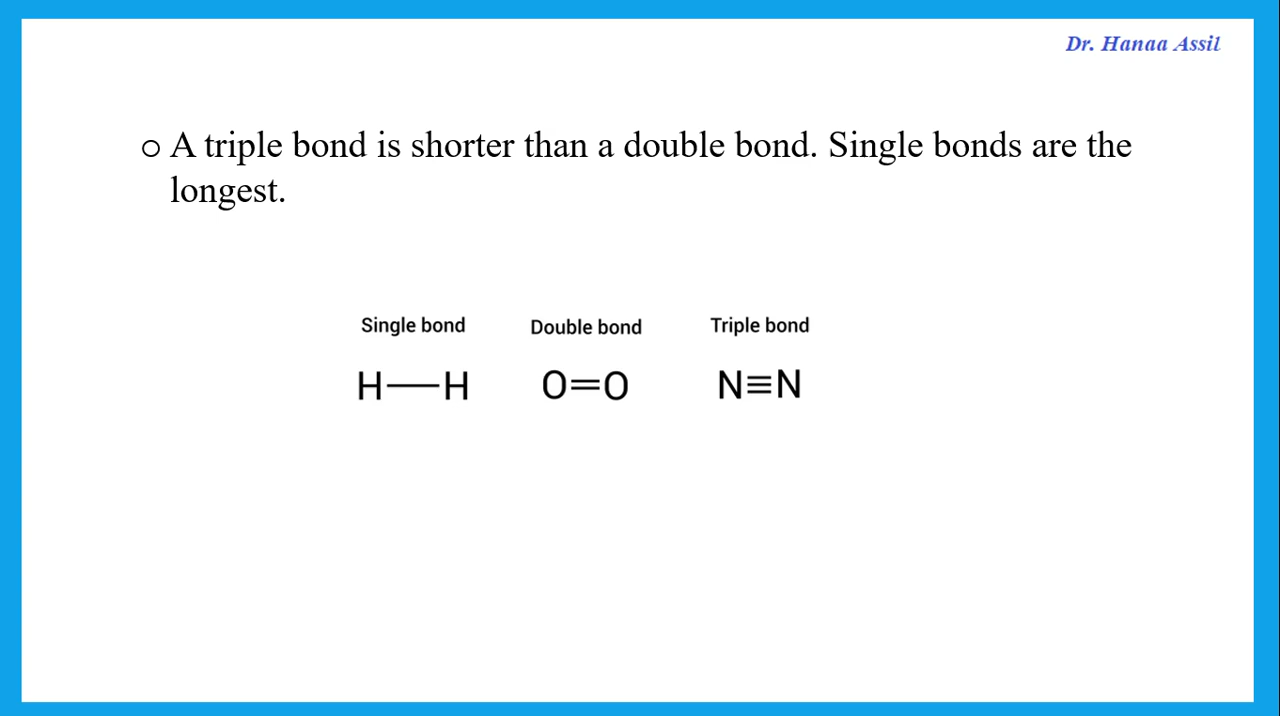 Dr. Hanaa Assil
o A triple bond is shorter than a double bond. Single bonds are the
longest.
Single bond Double bond Triple bond
H—H O=O N≡N